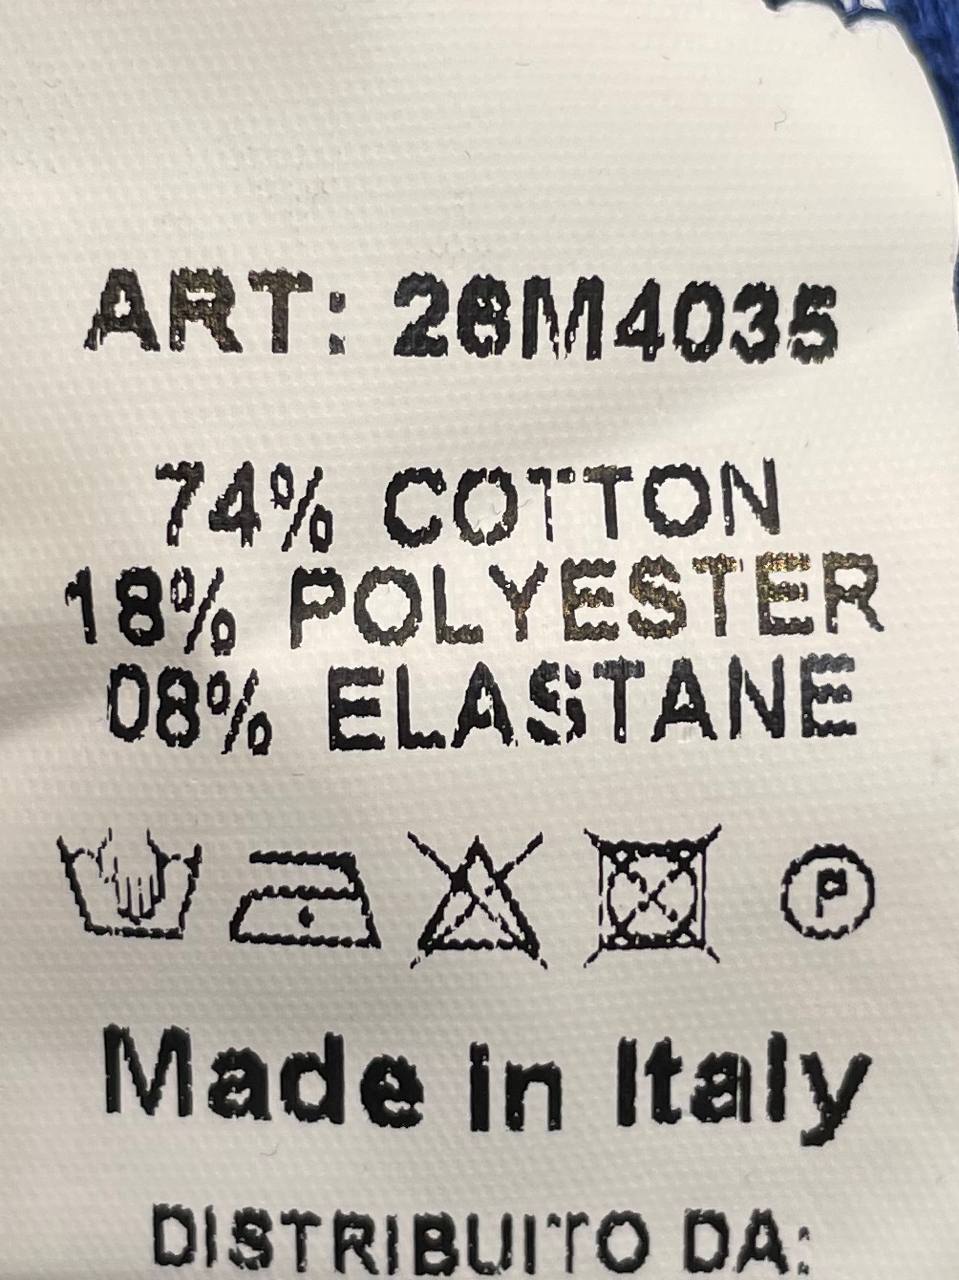 ART: 26M4035
74% COTTON
18% POLYESTER
08% ELASTANE
P
Made in Italy
DISTRIBUITO DA: